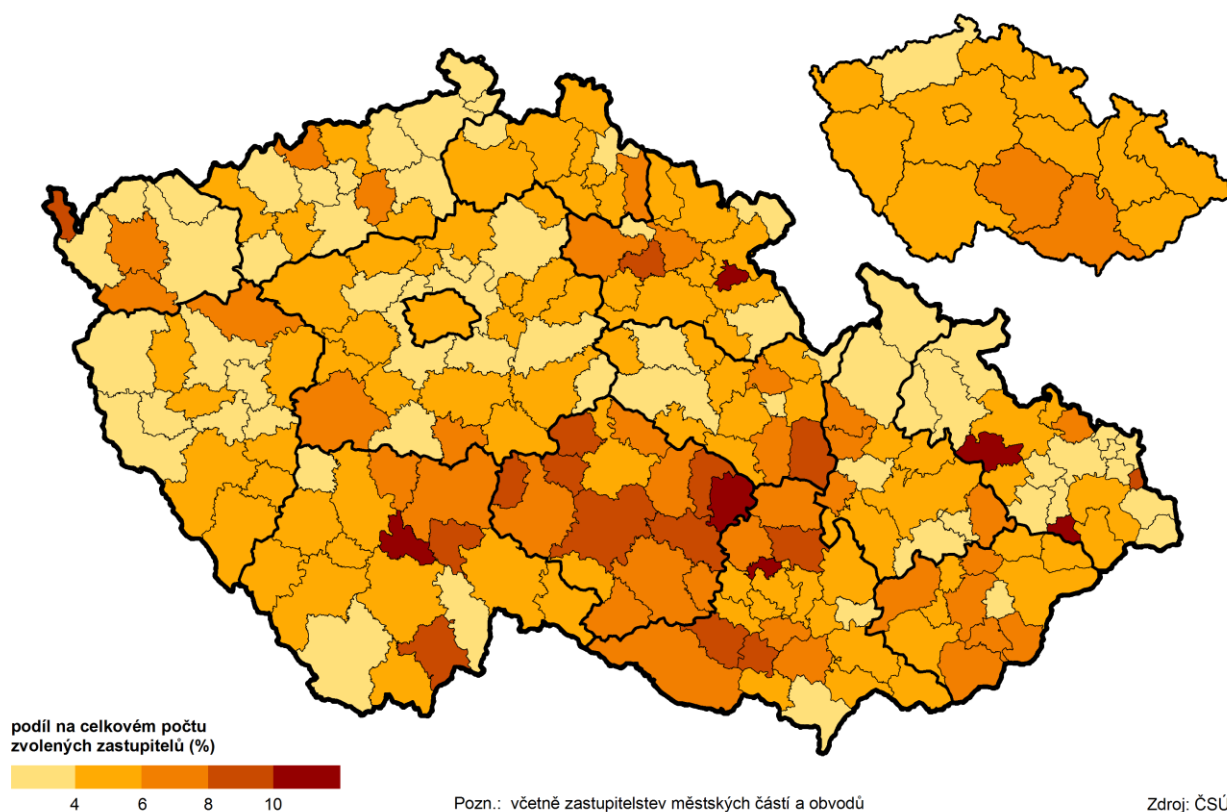 podíl na celkovém počtu
zvolených zastupitelů (%)
4 6 8 10
Pozn.: včetně zastupitelstev městských částí a obvodů
Zdroj: ČSÚ